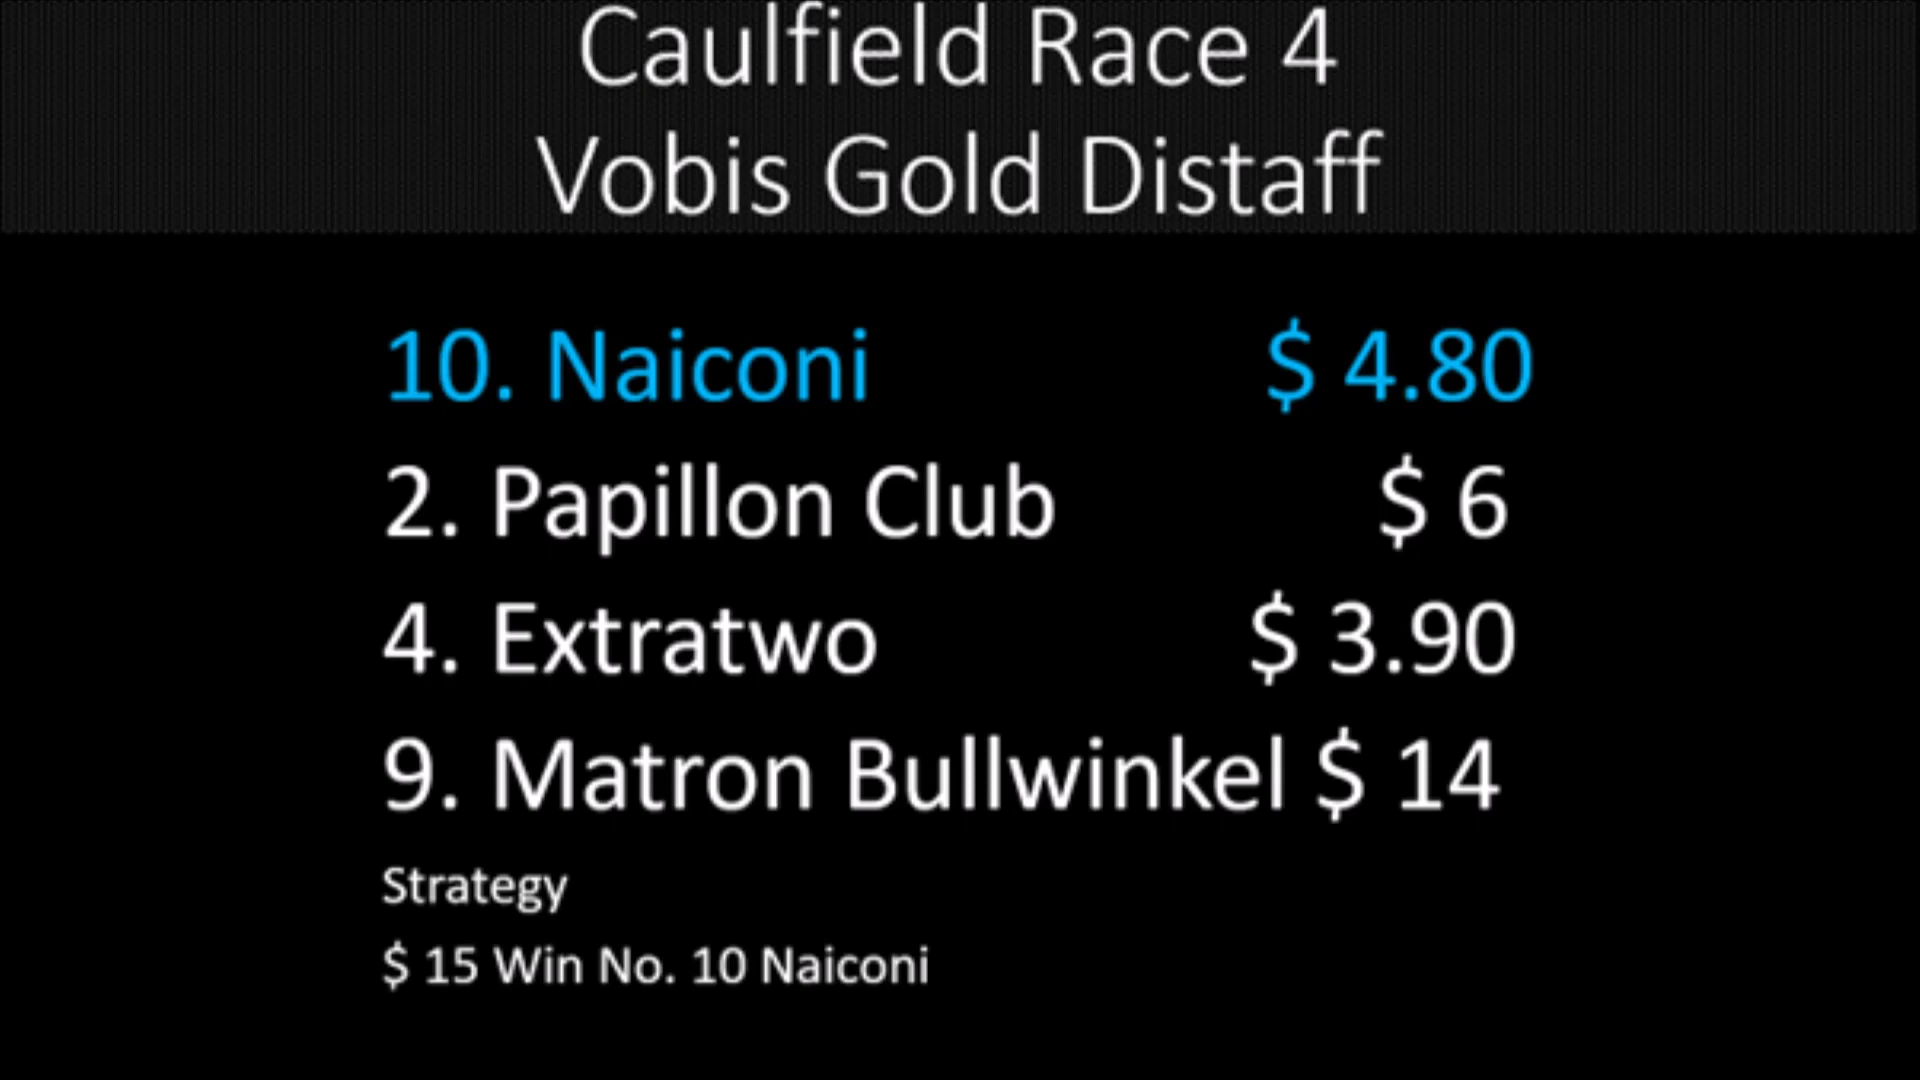 Caulfield Race 4
Vobis Gold Distaff
10. Naiconi $ 4.80
2. Papillon Club $ 6
4. Extratwo $ 3.90
9. Matron Bullwinkel $ 14
Strategy
$ 15 Win No. 10 Naiconi